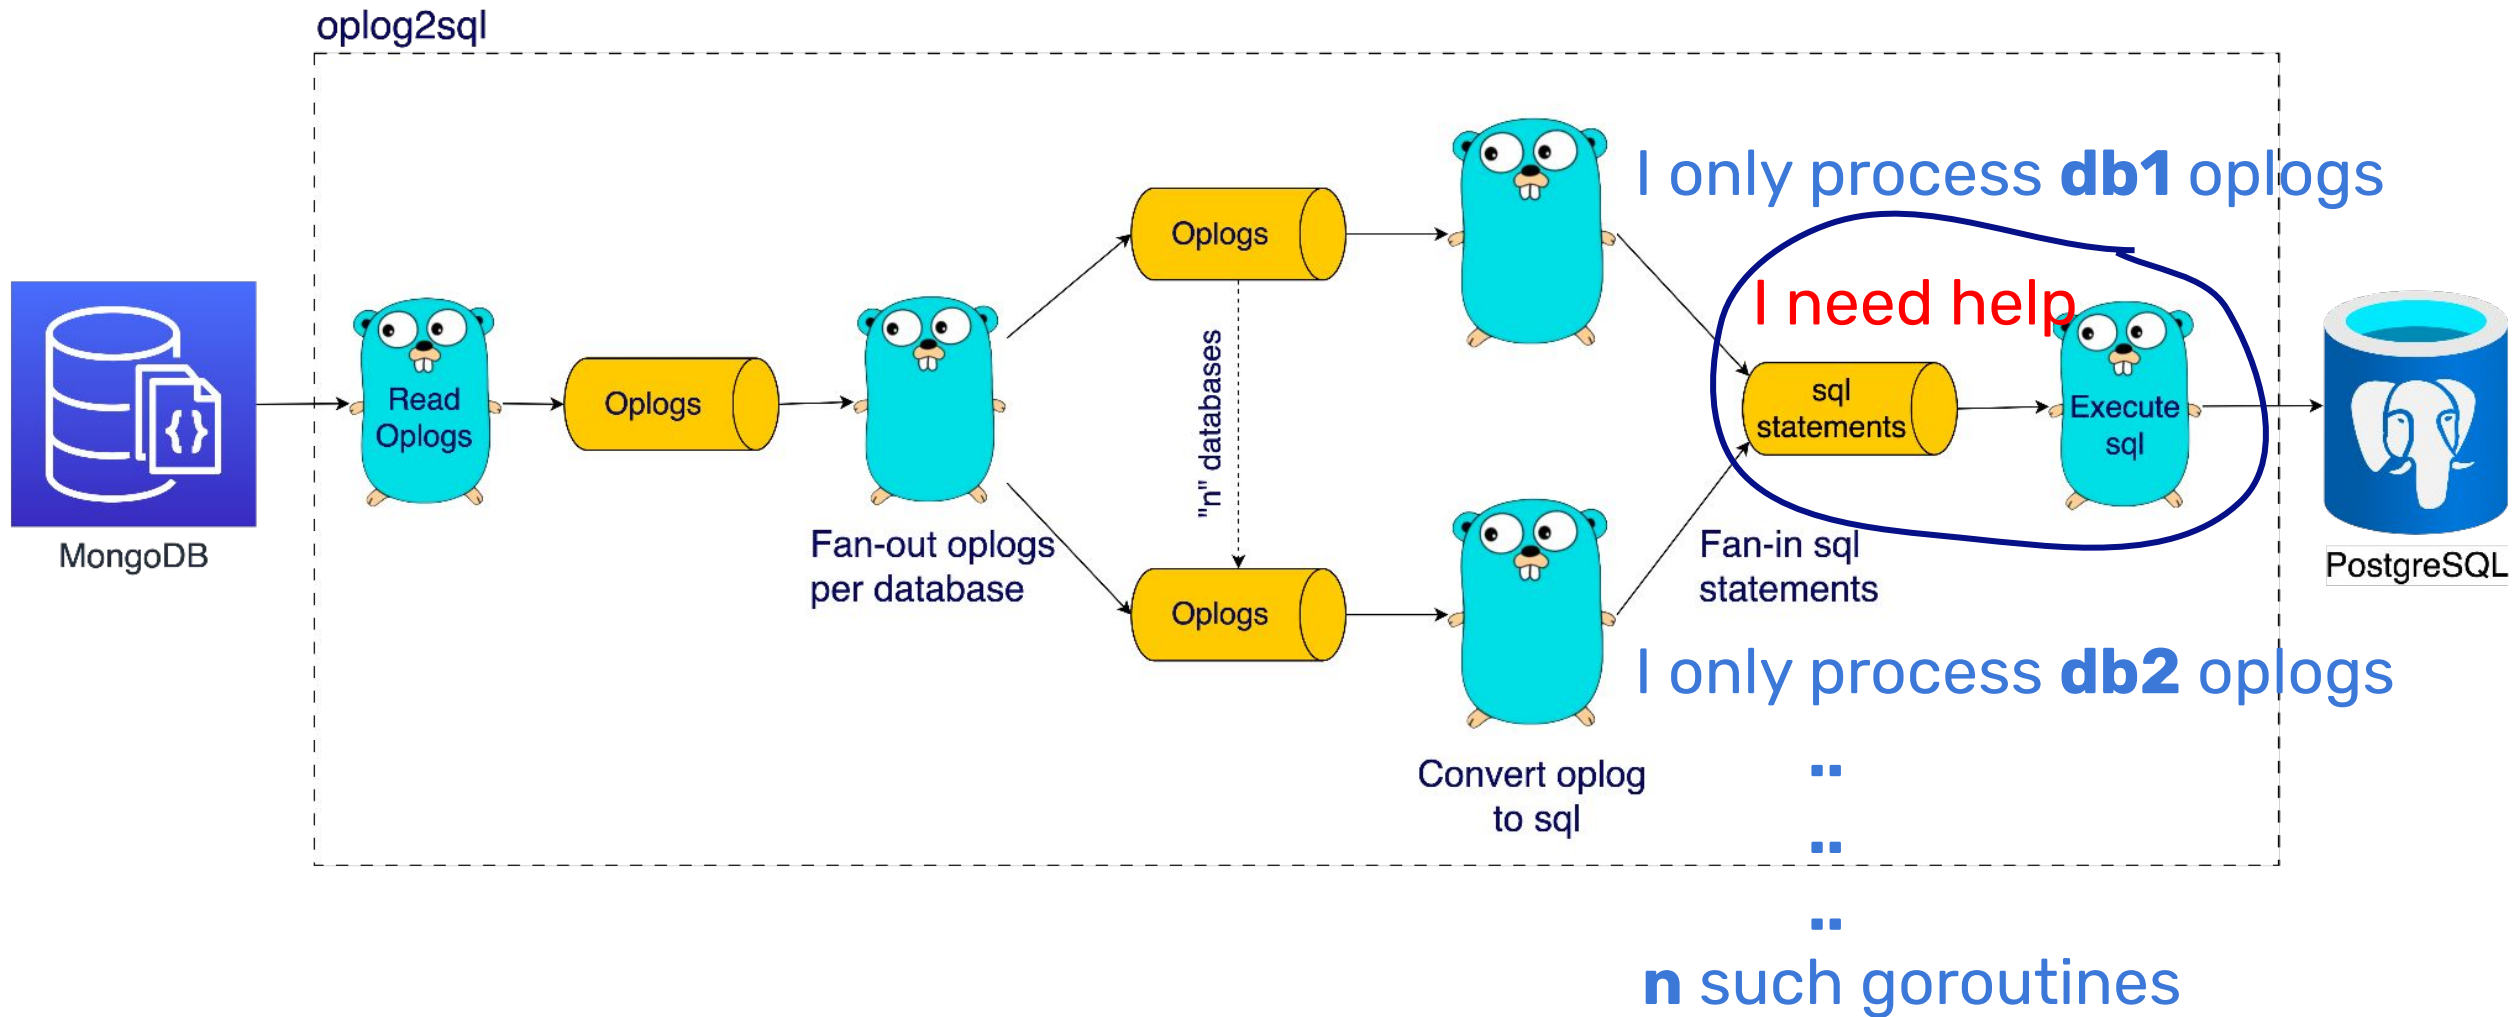 oplog2sql
I only process db1 oplogs
Oplogs
I need help
"n" databases
Read
Oplogs
Oplogs
sql
statements
Execute
sql
MongoDB
Fan-out oplogs
per database
Fan-in sql
statements
PostgreSQL
Oplogs
I only process db2 oplogs
Convert oplog
to sql
..
..
..
n such goroutines
{}